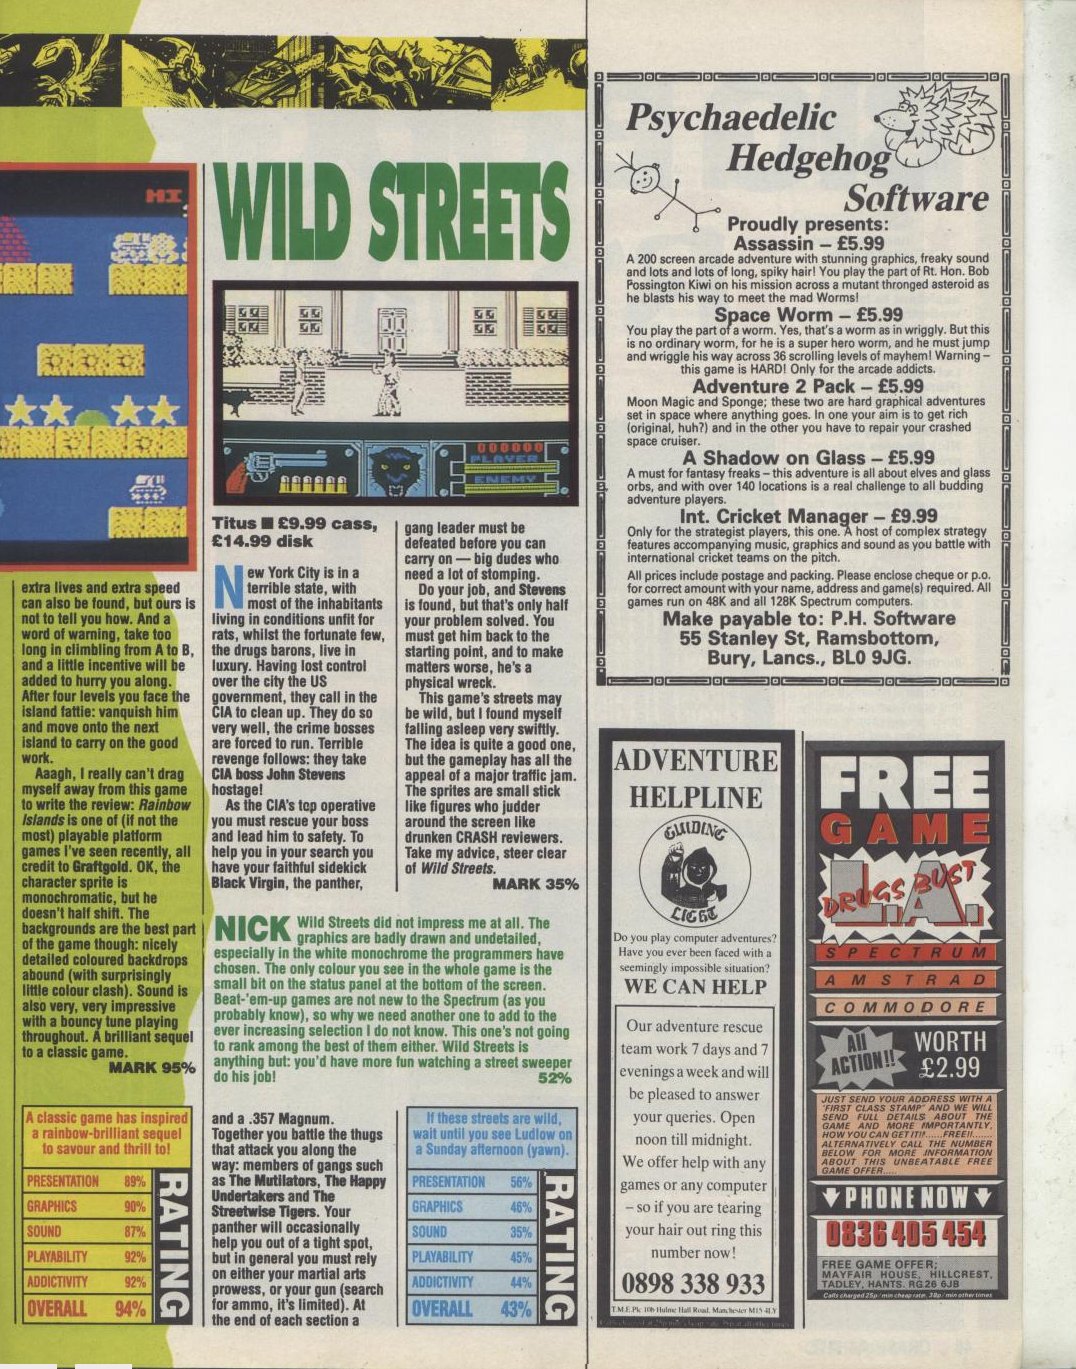 HI
extra lives and extra speed
can also be found, but ours is
not to tell you how. And a
word of warning, take too
long in climbing from A to B,
and a little incentive will be
added to hurry you along.
After four levels you face the
island fattie: vanquish him
and move onto the next
island to carry on the good
work.
Aaagh, I really can't drag
myself away from this game
to write the review: Rainbow
Islands is one of (if not the
most) playable platform
games I've seen recently, all
credit to Graftgold. OK, the
character sprite is
monochromatic, but he
doesn't half shift. The
backgrounds are the best part
of the game though: nicely
detailed coloured backdrops
abound (with surprisingly
little colour clash). Sound is
also very, very impressive
with a bouncy tune playing
throughout. A brilliant sequel
to a classic game.
MARK 95%
A classic game has inspired
a rainbow-brilliant sequel
to savour and thrill to!
PRESENTATION 89%
GRAPHICS 90%
SOUND 87%
PLAYABILITY 92%
ADDICTIVITY 92%
OVERALL 94%
RATING
WILD STREETS
000000
PLAYER
ENEMY
Titus ■ £9.99 cass,
£14.99 disk
New York City is in a
terrible state, with
most of the inhabitants
living in conditions unfit for
rats, whilst the fortunate few,
the drugs barons, live in
luxury. Having lost control
over the city the US
government, they call in the
CIA to clean up. They do so
very well, the crime bosses
are forced to run. Terrible
revenge follows: they take
CIA boss John Stevens
hostage!
As the CIA's top operative
you must rescue your boss
and lead him to safety. To
help you in your search you
have your faithful sidekick
Black Virgin, the panther,
and a .357 Magnum.
Together you battle the thugs
that attack you along the
way: members of gangs such
as The Mutilators, The Happy
Undertakers and The
Streetwise Tigers. Your
panther will occasionally
help you out of a tight spot,
but in general you must rely
on either your martial arts
prowess, or your gun (search
for ammo, it's limited). At
the end of each section a
gang leader must be
defeated before you can
carry on — big dudes who
need a lot of stomping.
Do your job, and Stevens
is found, but that's only half
your problem solved. You
must get him back to the
starting point, and to make
matters worse, he's a
physical wreck.
This game's streets may
be wild, but I found myself
falling asleep very swiftly.
The idea is quite a good one,
but the gameplay has all the
appeal of a major traffic jam.
The sprites are small stick
like figures who judder
around the screen like
drunken CRASH reviewers.
Take my advice, steer clear
of Wild Streets.
MARK 35%
NICK Wild Streets did not impress me at all. The
graphics are badly drawn and undetailed,
especially in the white monochrome the programmers have
chosen. The only colour you see in the whole game is the
small bit on the status panel at the bottom of the screen.
Beat-'em-up games are not new to the Spectrum (as you
probably know), so why we need another one to add to the
ever increasing selection I do not know. This one's not going
to rank among the best of them either. Wild Streets is
anything but: you'd have more fun watching a street sweeper
do his job!
52%
If these streets are wild,
wait until you see Ludlow on
a Sunday afternoon (yawn).
PRESENTATION 56%
GRAPHICS 46%
SOUND 35%
PLAYABILITY 45%
ADDICTIVITY 44%
OVERALL 43%
RATING
Psychaedelic
Hedgehog
Software
Proudly presents:
Assassin – £5.99
A 200 screen arcade adventure with stunning graphics, freaky sound
and lots and lots of long, spiky hair! You play the part of Rt. Hon. Bob
Possington Kiwi on his mission across a mutant thronged asteroid as
he blasts his way to meet the mad Worms!
Space Worm – £5.99
You play the part of a worm. Yes, that's a worm as in wriggly. But this
is no ordinary worm, for he is a super hero worm, and he must jump
and wriggle his way across 36 scrolling levels of mayhem! Warning –
this game is HARD! Only for the arcade addicts.
Adventure 2 Pack – £5.99
Moon Magic and Sponge; these two are hard graphical adventures
set in space where anything goes. In one your aim is to get rich
(original, huh?) and in the other you have to repair your crashed
space cruiser.
A Shadow on Glass – £5.99
A must for fantasy freaks – this adventure is all about elves and glass
orbs, and with over 140 locations is a real challenge to all budding
adventure players.
Int. Cricket Manager – £9.99
Only for the strategist players, this one. A host of complex strategy
features accompanying music, graphics and sound as you battle with
international cricket teams on the pitch.
All prices include postage and packing. Please enclose cheque or p.o.
for correct amount with your name, address and game(s) required. All
games run on 48K and all 128K Spectrum computers.
Make payable to: P.H. Software
55 Stanley St, Ramsbottom,
Bury, Lancs., BL0 9JG.
ADVENTURE
HELPLINE
GUIDING
LIGHT
Do you play computer adventures?
Have you ever been faced with a
seemingly impossible situation?
WE CAN HELP
Our adventure rescue
team work 7 days and 7
evenings a week and will
be pleased to answer
your queries. Open
noon till midnight.
We offer help with any
games or any computer
– so if you are tearing
your hair out ring this
number now!
0898 338 933
T.M.E.Plc 10b Hulme Hall Road, Manchester M15 4LY
FREE
GAME
L.A.
DRUGS BUST
SPECTRUM
AMSTRAD
COMMODORE
All
ACTION!!
WORTH
£2.99
JUST SEND YOUR ADDRESS WITH A
'FIRST CLASS STAMP' AND WE WILL
SEND FULL DETAILS ABOUT THE
GAME AND MORE IMPORTANTLY,
HOW YOU CAN GET IT!!......FREE!!......
ALTERNATIVELY CALL THE NUMBER
BELOW FOR MORE INFORMATION
ABOUT THIS UNBEATABLE FREE
GAME OFFER.....
PHONE NOW
0836 405 454
FREE GAME OFFER;
MAYFAIR HOUSE, HILLCREST,
TADLEY, HANTS. RG26 6JB
Calls charged 25p/min cheap rate, 38p/min other times